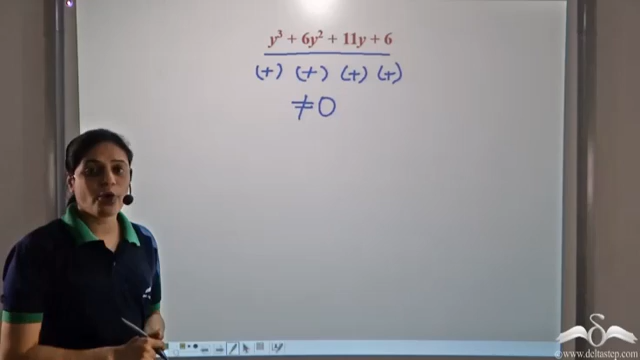 y³ + 6y² + 11y + 6
(+) (+) (+) (+)
≠0
www.deltastep.com